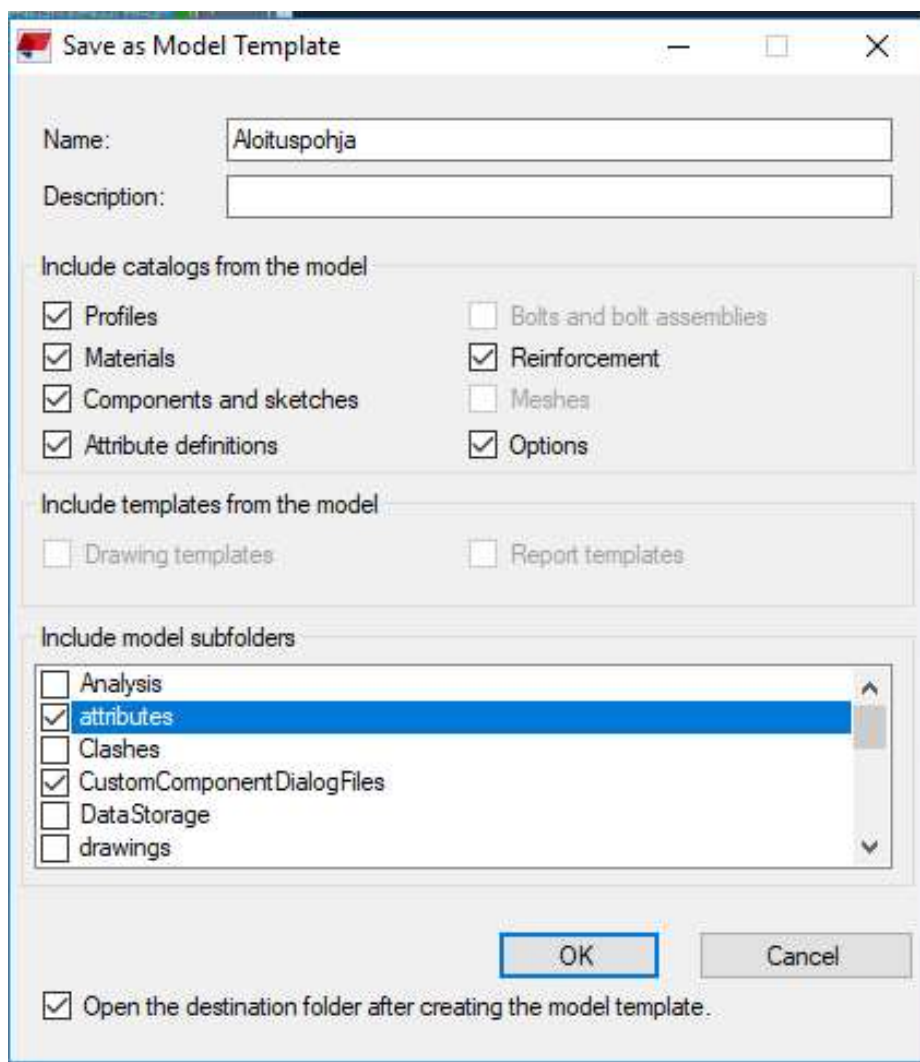 Save as Model Template
Name: Aloituspohja
Description:
Include catalogs from the model
Profiles Bolts and bolt assemblies
Materials Reinforcement
Components and sketches Meshes
Attribute definitions Options
Include templates from the model
Drawing templates Report templates
Include model subfolders
Analysis
attributes
Clashes
CustomComponentDialogFiles
DataStorage
drawings
OK Cancel
Open the destination folder after creating the model template.